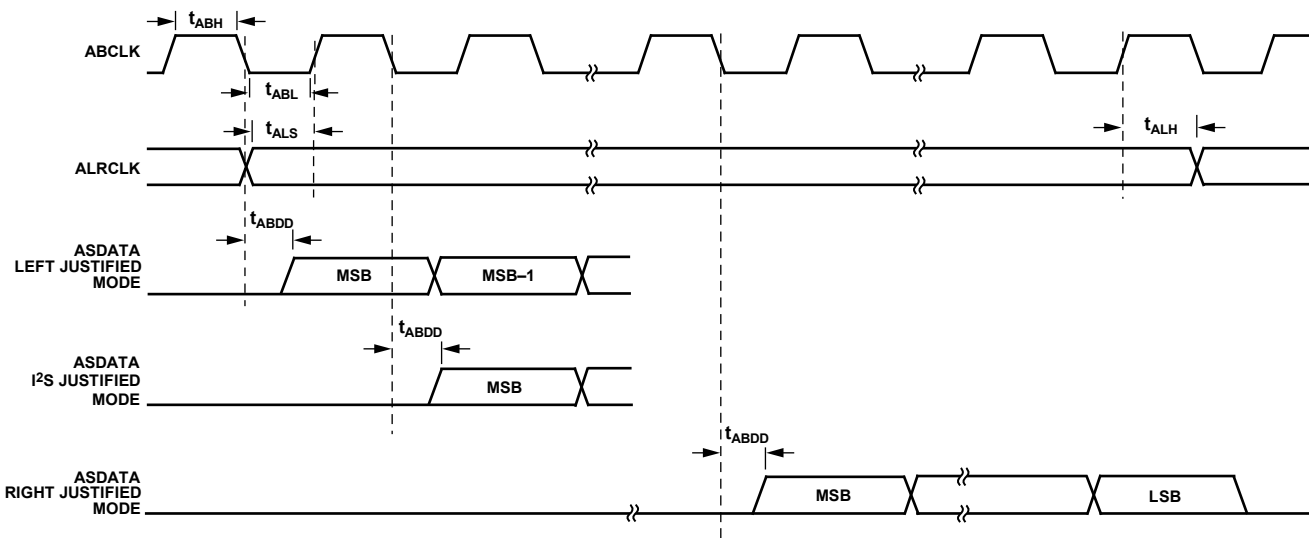 tABH
ABCLK
tABL
tALS
tALH
ALRCLK
tABDD
ASDATA
LEFT JUSTIFIED
MODE
MSB
MSB–1
tABDD
ASDATA
I²S JUSTIFIED
MODE
MSB
tABDD
ASDATA
RIGHT JUSTIFIED
MODE
MSB
LSB